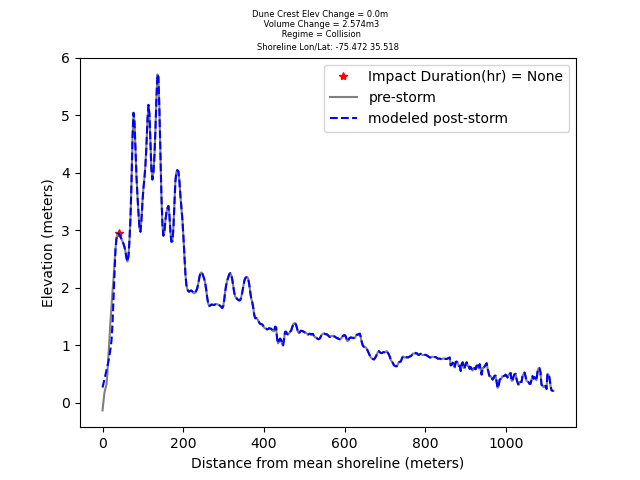 Dune Crest Elev Change = 0.0m
Volume Change = 2.574m3
Regime = Collision
Shoreline Lon/Lat: -75.472 35.518
Impact Duration(hr) = None
pre-storm
modeled post-storm
6
5
4
3
2
1
0
Elevation (meters)
0 200 400 600 800 1000
Distance from mean shoreline (meters)